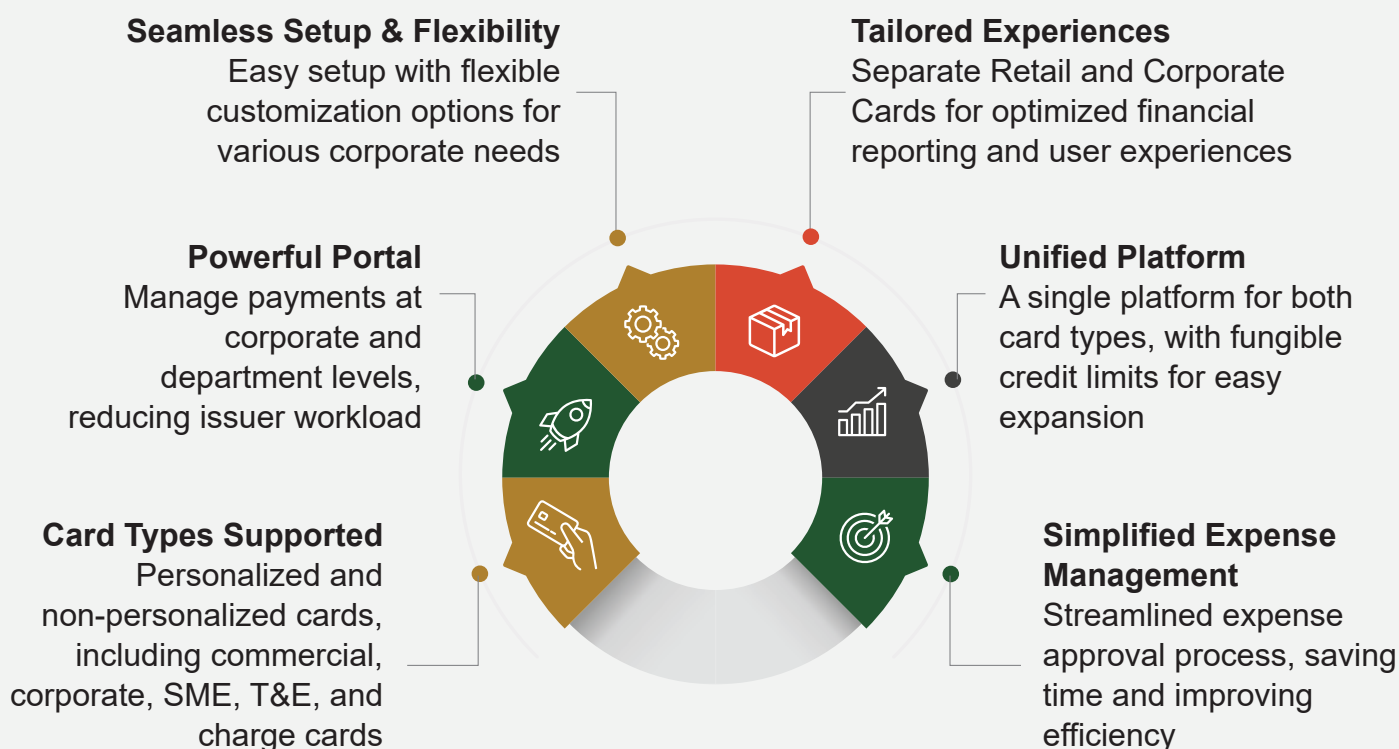 Seamless Setup & Flexibility
Easy setup with flexible
customization options for
various corporate needs
Tailored Experiences
Separate Retail and Corporate
Cards for optimized financial
reporting and user experiences
Powerful Portal
Manage payments at
corporate and
department levels,
reducing issuer workload
Unified Platform
A single platform for both
card types, with fungible
credit limits for easy
expansion
Card Types Supported
Personalized and
non-personalized cards,
including commercial,
corporate, SME, T&E, and
charge cards
Simplified Expense
Management
Streamlined expense
approval process, saving
time and improving
efficiency